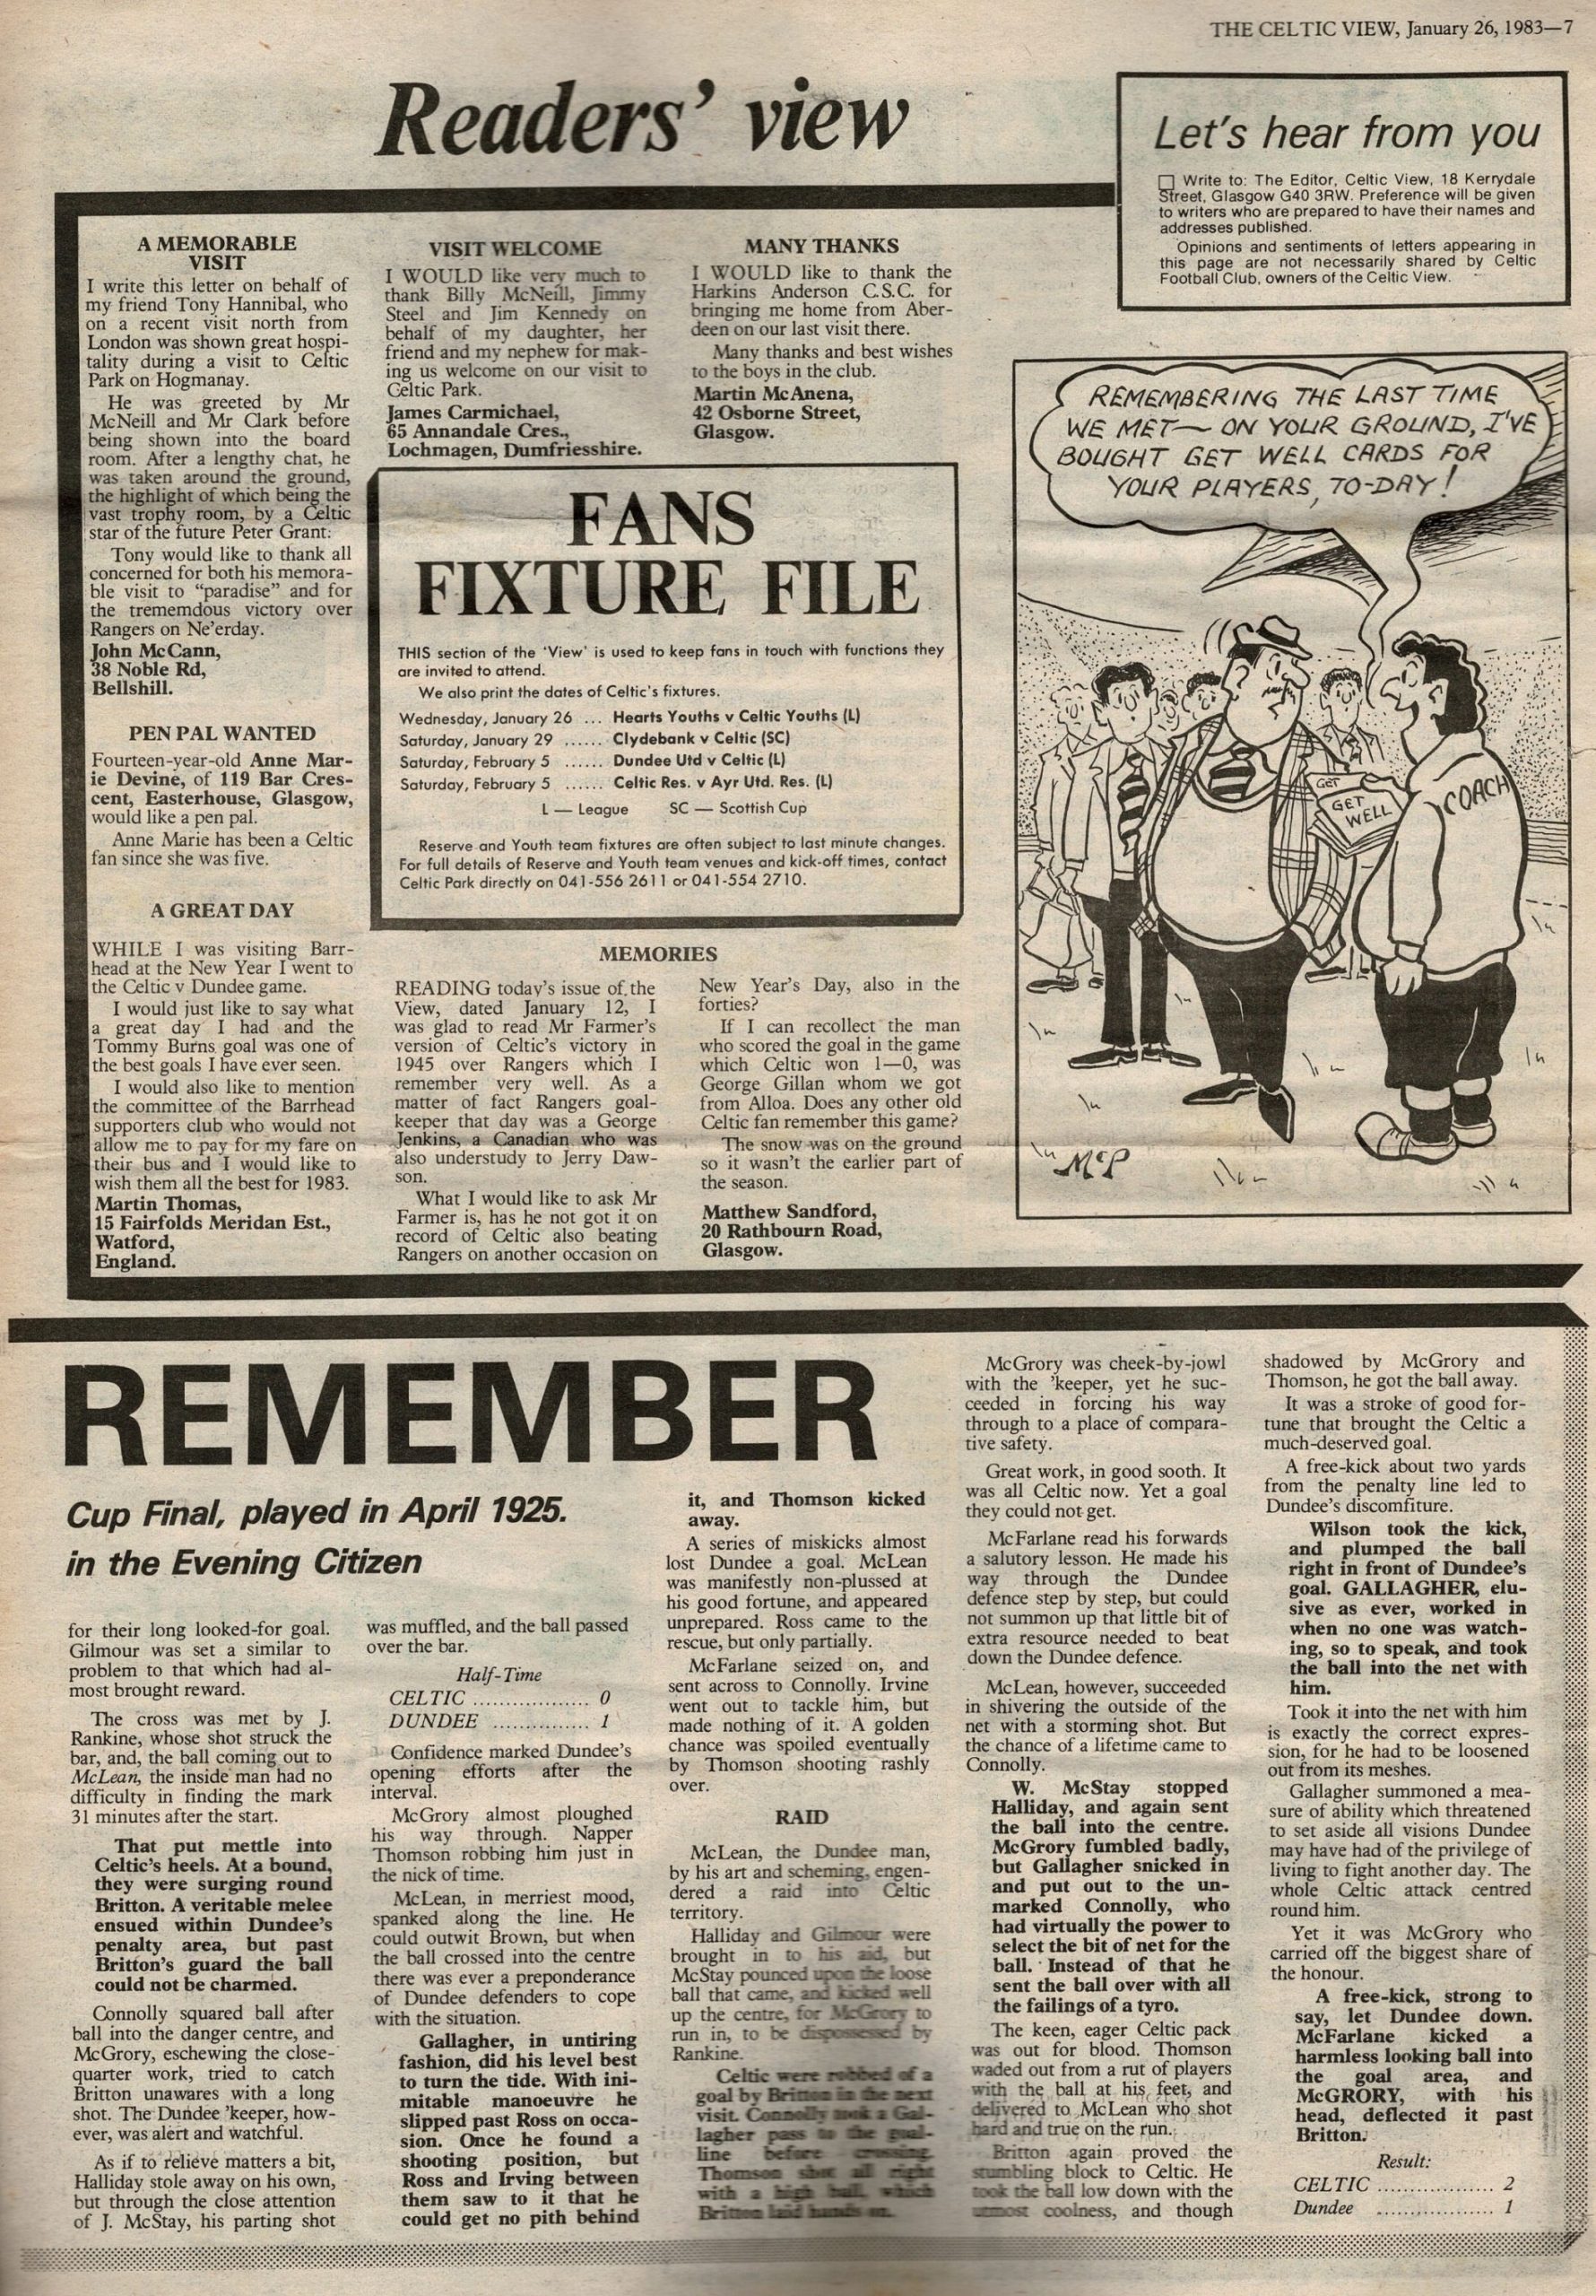 THE CELTIC VIEW, January 26, 1983—7
Readers' view
Let's hear from you
□ Write to: The Editor, Celtic View, 18 Kerrydale
Street, Glasgow G40 3RW. Preference will be given
to writers who are prepared to have their names and
addresses published.
Opinions and sentiments of letters appearing in
this page are not necessarily shared by Celtic
Football Club, owners of the Celtic View.
A MEMORABLE
VISIT
I write this letter on behalf of
my friend Tony Hannibal, who
on a recent visit north from
London was shown great hospi-
tality during a visit to Celtic
Park on Hogmanay.
He was greeted by Mr
McNeill and Mr Clark before
being shown into the board
room. After a lengthy chat, he
was taken around the ground,
the highlight of which being the
vast trophy room, by a Celtic
star of the future Peter Grant:
Tony would like to thank all
concerned for both his memora-
ble visit to "paradise" and for
the trememdous victory over
Rangers on Ne'erday.
John McCann,
38 Noble Rd,
Bellshill.
PEN PAL WANTED
Fourteen-year-old Anne Mar-
ie Devine, of 119 Bar Cres-
cent, Easterhouse, Glasgow,
would like a pen pal.
Anne Marie has been a Celtic
fan since she was five.
A GREAT DAY
WHILE I was visiting Barr-
head at the New Year I went to
the Celtic v Dundee game.
I would just like to say what
a great day I had and the
Tommy Burns goal was one of
the best goals I have ever seen.
I would also like to mention
the committee of the Barrhead
supporters club who would not
allow me to pay for my fare on
their bus and I would like to
wish them all the best for 1983.
Martin Thomas,
15 Fairfolds Meridan Est.,
Watford,
England.
VISIT WELCOME
I WOULD like very much to
thank Billy McNeill, Jimmy
Steel and Jim Kennedy on
behalf of my daughter, her
friend and my nephew for mak-
ing us welcome on our visit to
Celtic Park.
James Carmichael,
65 Annandale Cres.,
Lochmagen, Dumfriesshire.
MANY THANKS
I WOULD like to thank the
Harkins Anderson C.S.C. for
bringing me home from Aber-
deen on our last visit there.
Many thanks and best wishes
to the boys in the club.
Martin McAnena,
42 Osborne Street,
Glasgow.
FANS
FIXTURE FILE
THIS section of the 'View' is used to keep fans in touch with functions they
are invited to attend.
We also print the dates of Celtic's fixtures.
Wednesday, January 26 ... Hearts Youths v Celtic Youths (L)
Saturday, January 29 ...... Clydebank v Celtic (SC)
Saturday, February 5 ...... Dundee Utd v Celtic (L)
Saturday, February 5 ...... Celtic Res. v Ayr Utd. Res. (L)
L — League SC — Scottish Cup
Reserve and Youth team fixtures are often subject to last minute changes.
For full details of Reserve and Youth team venues and kick-off times, contact
Celtic Park directly on 041-556 2611 or 041-554 2710.
MEMORIES
READING today's issue of the
View, dated January 12, I
was glad to read Mr Farmer's
version of Celtic's victory in
1945 over Rangers which I
remember very well. As a
matter of fact Rangers goal-
keeper that day was a George
Jenkins, a Canadian who was
also understudy to Jerry Daw-
son.
What I would like to ask Mr
Farmer is, has he not got it on
record of Celtic also beating
Rangers on another occasion on
New Year's Day, also in the
forties?
If I can recollect the man
who scored the goal in the game
which Celtic won 1—0, was
George Gillan whom we got
from Alloa. Does any other old
Celtic fan remember this game?
The snow was on the ground
so it wasn't the earlier part of
the season.
Matthew Sandford,
20 Rathbourn Road,
Glasgow.
REMEMBERING THE LAST TIME
WE MET— ON YOUR GROUND, I'VE
BOUGHT GET WELL CARDS FOR
YOUR PLAYERS, TO-DAY!
GET
GET
WELL
COACH
McP
REMEMBER
Cup Final, played in April 1925.
in the Evening Citizen
for their long looked-for goal.
Gilmour was set a similar to
problem to that which had al-
most brought reward.
The cross was met by J.
Rankine, whose shot struck the
bar, and, the ball coming out to
McLean, the inside man had no
difficulty in finding the mark
31 minutes after the start.
That put mettle into
Celtic's heels. At a bound,
they were surging round
Britton. A veritable melee
ensued within Dundee's
penalty area, but past
Britton's guard the ball
could not be charmed.
Connolly squared ball after
ball into the danger centre, and
McGrory, eschewing the close-
quarter work, tried to catch
Britton unawares with a long
shot. The Dundee 'keeper, how-
ever, was alert and watchful.
As if to relieve matters a bit,
Halliday stole away on his own,
but through the close attention
of J. McStay, his parting shot
was muffled, and the ball passed
over the bar.
Half-Time
CELTIC .................. 0
DUNDEE ............... 1
Confidence marked Dundee's
opening efforts after the
interval.
McGrory almost ploughed
his way through. Napper
Thomson robbing him just in
the nick of time.
McLean, in merriest mood,
spanked along the line. He
could outwit Brown, but when
the ball crossed into the centre
there was ever a preponderance
of Dundee defenders to cope
with the situation.
Gallagher, in untiring
fashion, did his level best
to turn the tide. With ini-
mitable manoeuvre he
slipped past Ross on occa-
sion. Once he found a
shooting position, but
Ross and Irving between
them saw to it that he
could get no pith behind
it, and Thomson kicked
away.
A series of miskicks almost
lost Dundee a goal. McLean
was manifestly non-plussed at
his good fortune, and appeared
unprepared. Ross came to the
rescue, but only partially.
McFarlane seized on, and
sent across to Connolly. Irvine
went out to tackle him, but
made nothing of it. A golden
chance was spoiled eventually
by Thomson shooting rashly
over.
RAID
McLean, the Dundee man,
by his art and scheming, engen-
dered a raid into Celtic
territory.
Halliday and Gilmour were
brought in to his aid, but
McStay pounced upon the loose
ball that came, and kicked well
up the centre, for McGrory to
run in, to be dispossessed by
Rankine.
Celtic were robbed of a
goal by Britton in the next
visit. Connolly took a Gal-
lagher pass to the goal-
line before crossing.
Thomson shot all right
with a high ball, which
Britton laid hands on.
McGrory was cheek-by-jowl
with the 'keeper, yet he suc-
ceeded in forcing his way
through to a place of compara-
tive safety.
Great work, in good sooth. It
was all Celtic now. Yet a goal
they could not get.
McFarlane read his forwards
a salutory lesson. He made his
way through the Dundee
defence step by step, but could
not summon up that little bit of
extra resource needed to beat
down the Dundee defence.
McLean, however, succeeded
in shivering the outside of the
net with a storming shot. But
the chance of a lifetime came to
Connolly.
W. McStay stopped
Halliday, and again sent
the ball into the centre.
McGrory fumbled badly,
but Gallagher snicked in
and put out to the un-
marked Connolly, who
had virtually the power to
select the bit of net for the
ball. Instead of that he
sent the ball over with all
the failings of a tyro.
The keen, eager Celtic pack
was out for blood. Thomson
waded out from a rut of players
with the ball at his feet, and
delivered to McLean who shot
hard and true on the run.
Britton again proved the
stumbling block to Celtic. He
took the ball low down with the
utmost coolness, and though
shadowed by McGrory and
Thomson, he got the ball away.
It was a stroke of good for-
tune that brought the Celtic a
much-deserved goal.
A free-kick about two yards
from the penalty line led to
Dundee's discomfiture.
Wilson took the kick,
and plumped the ball
right in front of Dundee's
goal. GALLAGHER, elu-
sive as ever, worked in
when no one was watch-
ing, so to speak, and took
the ball into the net with
him.
Took it into the net with him
is exactly the correct expres-
sion, for he had to be loosened
out from its meshes.
Gallagher summoned a mea-
sure of ability which threatened
to set aside all visions Dundee
may have had of the privilege of
living to fight another day. The
whole Celtic attack centred
round him.
Yet it was McGrory who
carried off the biggest share of
the honour.
A free-kick, strong to
say, let Dundee down.
McFarlane kicked a
harmless looking ball into
the goal area, and
McGRORY, with his
head, deflected it past
Britton.
Result:
CELTIC .................. 2
Dundee .................. 1